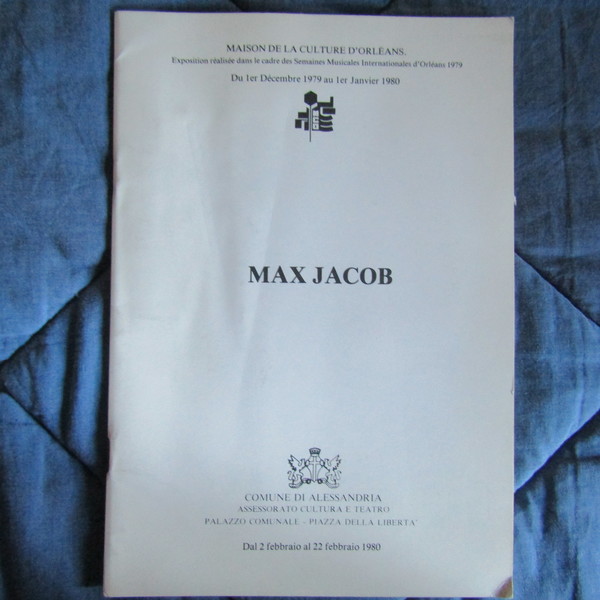 MAISON DE LA CULTURE D'ORLÉANS.
Exposition réalisée dans le cadre des Semaines Musicales Internationales d'Orléans 1979
Du 1er Décembre 1979 au 1er Janvier 1980
MAX JACOB
COMUNE DI ALESSANDRIA
ASSESSORATO CULTURA E TEATRO
PALAZZO COMUNALE - PIAZZA DELLA LIBERTA'
Dal 2 febbraio al 22 febbraio 1980